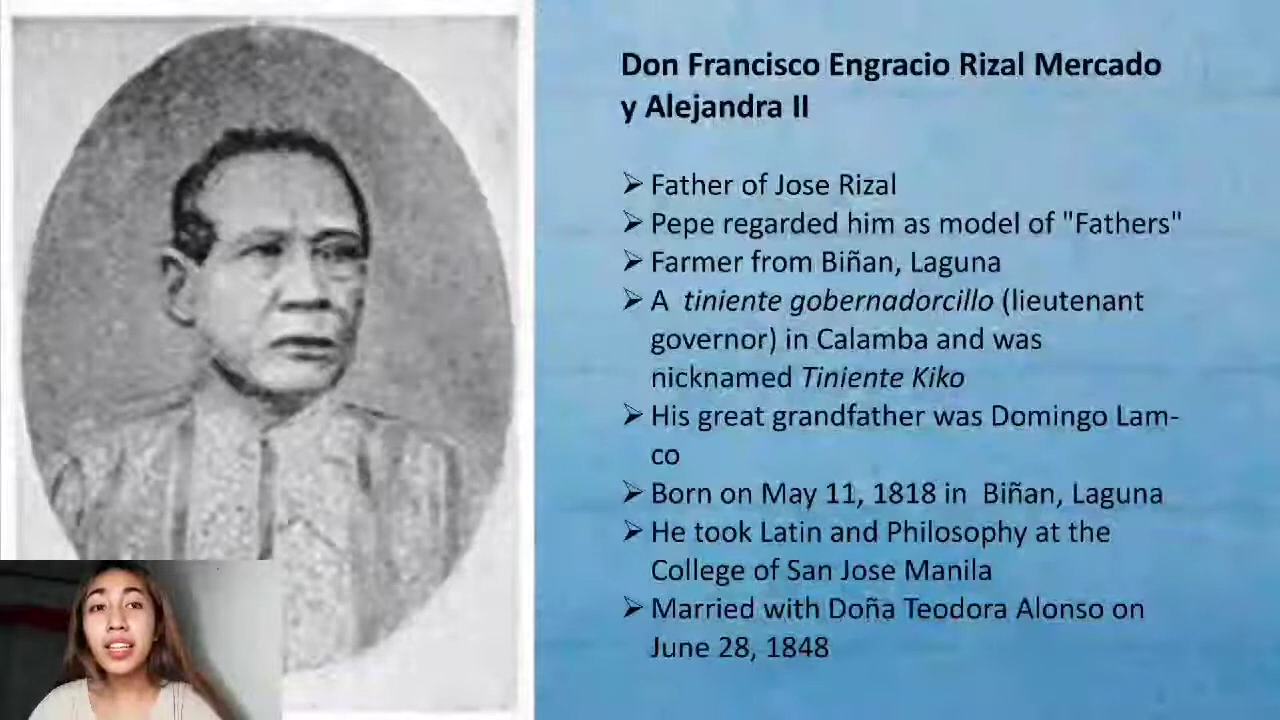 Don Francisco Engracio Rizal Mercado
y Alejandra II
➢ Father of Jose Rizal
➢ Pepe regarded him as model of "Fathers"
➢ Farmer from Biñan, Laguna
➢ A tiniente gobernadorcillo (lieutenant
governor) in Calamba and was
nicknamed Tiniente Kiko
➢ His great grandfather was Domingo Lam-
co
➢ Born on May 11, 1818 in Biñan, Laguna
➢ He took Latin and Philosophy at the
College of San Jose Manila
➢ Married with Doña Teodora Alonso on
June 28, 1848